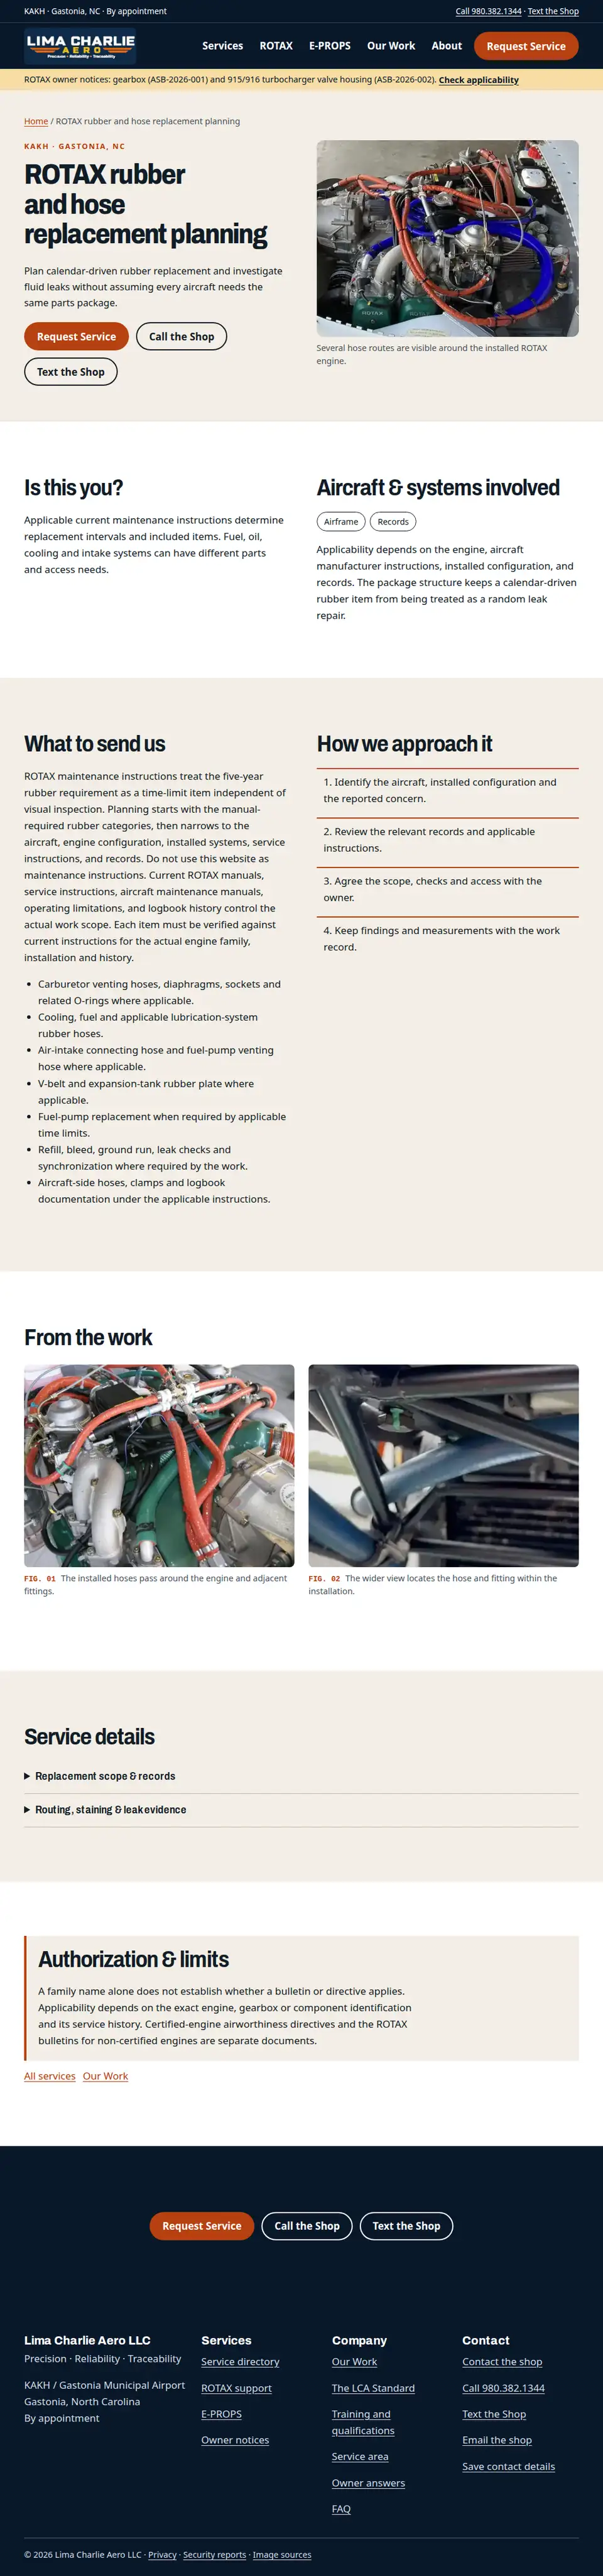 KAKH · Gastonia, NC · By appointment
Call 980.382.1344 · Text the Shop
LIMA CHARLIE
AERO
Precision · Reliability · Traceability
Services
ROTAX
E-PROPS
Our Work
About
Request Service
ROTAX owner notices: gearbox (ASB-2026-001) and 915/916 turbocharger valve housing (ASB-2026-002). Check applicability
Home / ROTAX rubber and hose replacement planning
KAKH · GASTONIA, NC
ROTAX rubber
and hose
replacement planning
Plan calendar-driven rubber replacement and investigate
fluid leaks without assuming every aircraft needs the
same parts package.
Request Service
Call the Shop
Text the Shop
Several hose routes are visible around the installed ROTAX
engine.
Is this you?
Applicable current maintenance instructions determine
replacement intervals and included items. Fuel, oil,
cooling and intake systems can have different parts
and access needs.
Aircraft & systems involved
Airframe
Records
Applicability depends on the engine, aircraft
manufacturer instructions, installed configuration, and
records. The package structure keeps a calendar-driven
rubber item from being treated as a random leak
repair.
What to send us
ROTAX maintenance instructions treat the five-year
rubber requirement as a time-limit item independent of
visual inspection. Planning starts with the manual-
required rubber categories, then narrows to the
aircraft, engine configuration, installed systems, service
instructions, and records. Do not use this website as
maintenance instructions. Current ROTAX manuals,
service instructions, aircraft maintenance manuals,
operating limitations, and logbook history control the
actual work scope. Each item must be verified against
current instructions for the actual engine family,
installation and history.
• Carburetor venting hoses, diaphragms, sockets and
related O-rings where applicable.
• Cooling, fuel and applicable lubrication-system
rubber hoses.
• Air-intake connecting hose and fuel-pump venting
hose where applicable.
• V-belt and expansion-tank rubber plate where
applicable.
• Fuel-pump replacement when required by applicable
time limits.
• Refill, bleed, ground run, leak checks and
synchronization where required by the work.
• Aircraft-side hoses, clamps and logbook
documentation under the applicable instructions.
How we approach it
1. Identify the aircraft, installed configuration and
the reported concern.
2. Review the relevant records and applicable
instructions.
3. Agree the scope, checks and access with the
owner.
4. Keep findings and measurements with the work
record.
From the work
FIG. 01 The installed hoses pass around the engine and adjacent
fittings.
FIG. 02 The wider view locates the hose and fitting within the
installation.
Service details
Replacement scope & records
Routing, staining & leak evidence
Authorization & limits
A family name alone does not establish whether a bulletin or directive applies.
Applicability depends on the exact engine, gearbox or component identification
and its service history. Certified-engine airworthiness directives and the ROTAX
bulletins for non-certified engines are separate documents.
All services Our Work
Request Service
Call the Shop
Text the Shop
Lima Charlie Aero LLC
Precision · Reliability · Traceability
KAKH / Gastonia Municipal Airport
Gastonia, North Carolina
By appointment
Services
Service directory
ROTAX support
E-PROPS
Owner notices
Company
Our Work
The LCA Standard
Training and
qualifications
Service area
Owner answers
FAQ
Contact
Contact the shop
Call 980.382.1344
Text the Shop
Email the shop
Save contact details
© 2026 Lima Charlie Aero LLC · Privacy · Security reports · Image sources